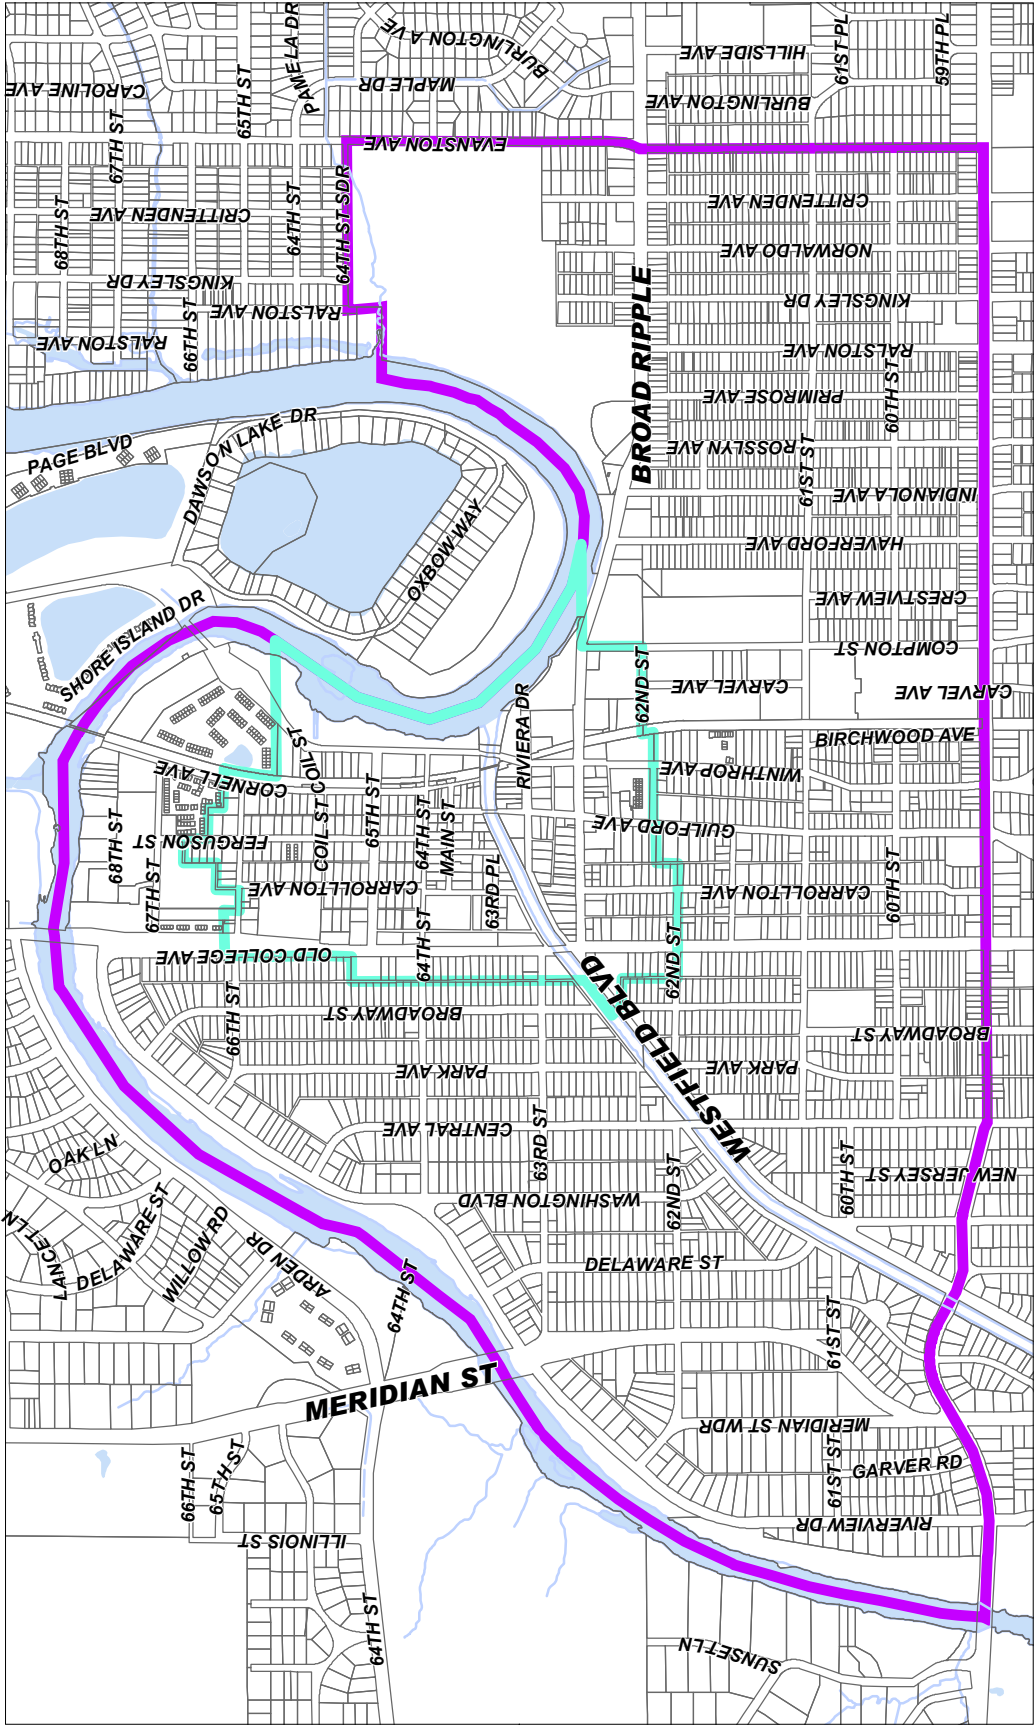 HILLSIDE AVE
61ST PL
59TH PL
BURLINGTON AVE
PAMELA DR
MAPLE DR
CAROLINE AVE
65TH ST
BURLINGTON AVE
67TH ST
EVANSTON AVE
CRITTENDEN AVE
68TH ST
CRITTENDEN AVE
64TH ST
64TH ST SDR
NORWALDO AVE
KINGSLEY DR
KINGSLEY DR
RALSTON AVE
66TH ST
RALSTON AVE
RALSTON AVE
BROAD RIPPLE
PRIMROSE AVE
60TH ST
ROSSLYN AVE
61ST ST
PAGE BLVD
DAWSON LAKE DR
INDIANOLA AVE
OXBOW WAY
HAVERFORD AVE
CRESTVIEW AVE
SHORE ISLAND DR
COMPTON ST
62ND ST
CARVEL AVE
CARVEL AVE
RIVIERA DR
BIRCHWOOD AVE
COIL ST
CORNELL AVE
WINTHROP AVE
65TH ST
COIL ST
64TH ST
MAIN ST
GUILFORD AVE
68TH ST
FERGUSON ST
67TH ST
CARROLLTON AVE
63RD PL
CARROLLTON AVE
60TH ST
64TH ST
OLD COLLEGE AVE
62ND ST
WESTFIELD BLVD
66TH ST
BROADWAY ST
BROADWAY ST
PARK AVE
PARK AVE
CENTRAL AVE
63RD ST
OAK LN
62ND ST
60TH ST
NEW JERSEY ST
WASHINGTON BLVD
LANCET LN
DELAWARE ST
WILLOW RD
ARDEN DR
DELAWARE ST
64TH ST
61ST ST
MERIDIAN ST
MERIDIAN ST WDR
66TH ST
65TH ST
61ST ST
GARVER RD
RIVERVIEW DR
ILLINOIS ST
64TH ST
SUNSET LN